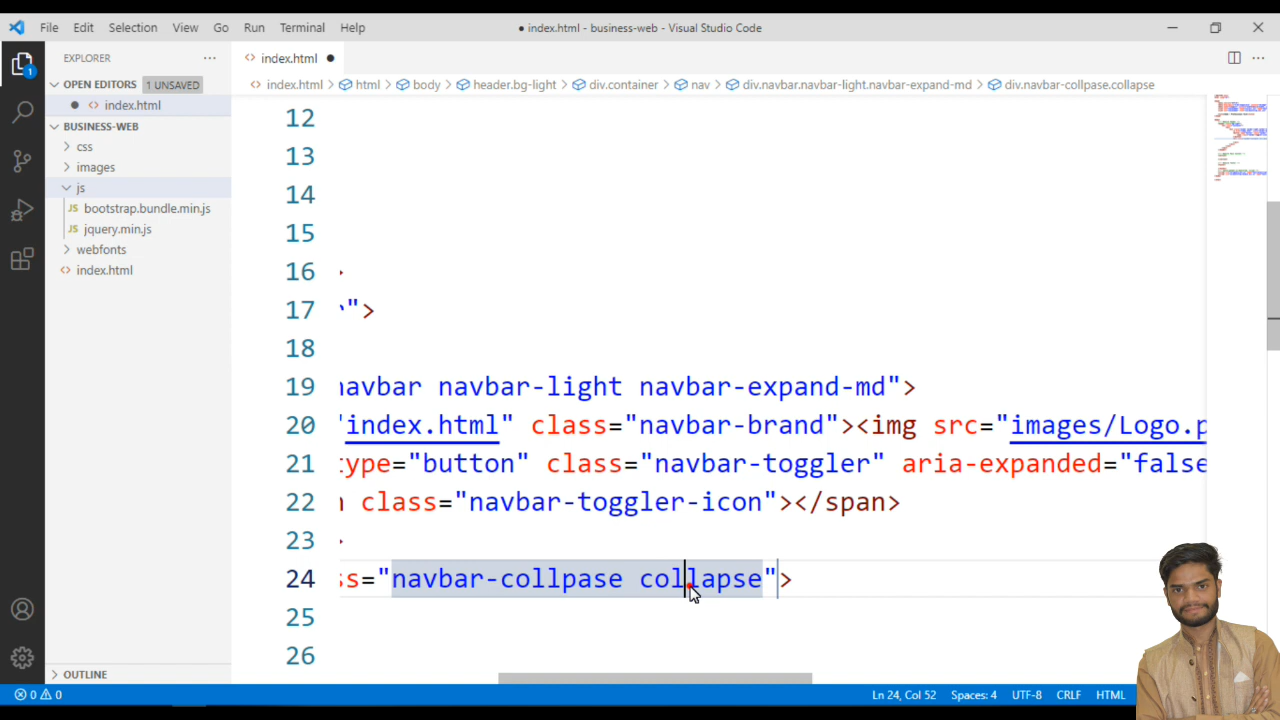 File Edit Selection View Go Run Terminal Help
● index.html - business-web - Visual Studio Code
EXPLORER
index.html
OPEN EDITORS 1 UNSAVED
index.html
BUSINESS-WEB
css
images
js
JS bootstrap.bundle.min.js
JS jquery.min.js
webfonts
index.html
OUTLINE
index.html > html > body > header.bg-light > div.container > nav > div.navbar.navbar-light.navbar-expand-md > div.navbar-collpase.collapse
12
13
14
15
16 >
17 ">
18
19 navbar navbar-light navbar-expand-md">
20 "index.html" class="navbar-brand"><img src="images/Logo.p
21 type="button" class="navbar-toggler" aria-expanded="false
22 class="navbar-toggler-icon"></span>
23 >
24 ss="navbar-collpase collapse">
25
26
0 0
Ln 24, Col 52 Spaces: 4 UTF-8 CRLF HTML